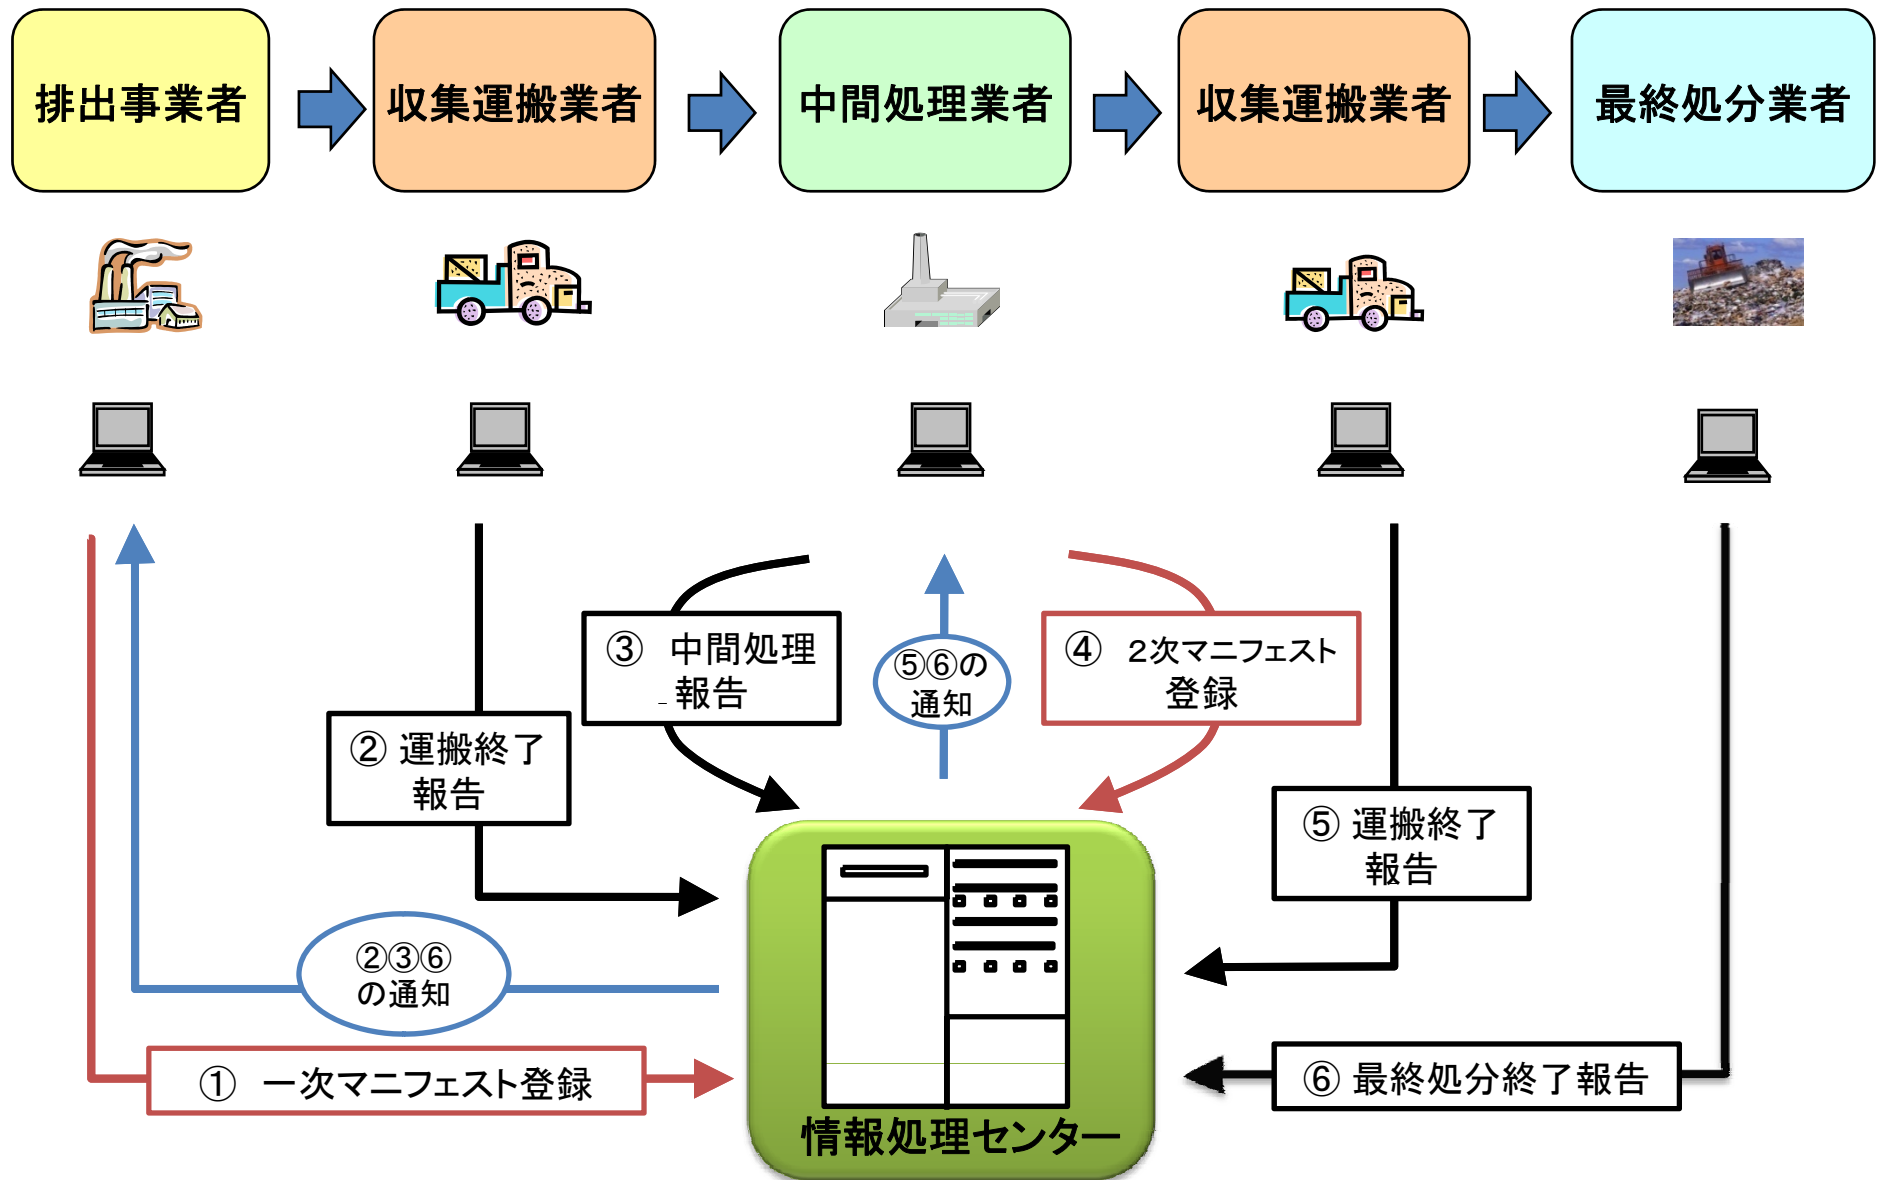 排出事業者
収集運搬業者
中間処理業者
収集運搬業者
最終処分業者
③ 中間処理
報告
⑤⑥の
通知
④ 2次マニフェスト
登録
② 運搬終了
報告
⑤ 運搬終了
報告
②③⑥
の通知
① 一次マニフェスト登録
⑥ 最終処分終了報告
情報処理センター